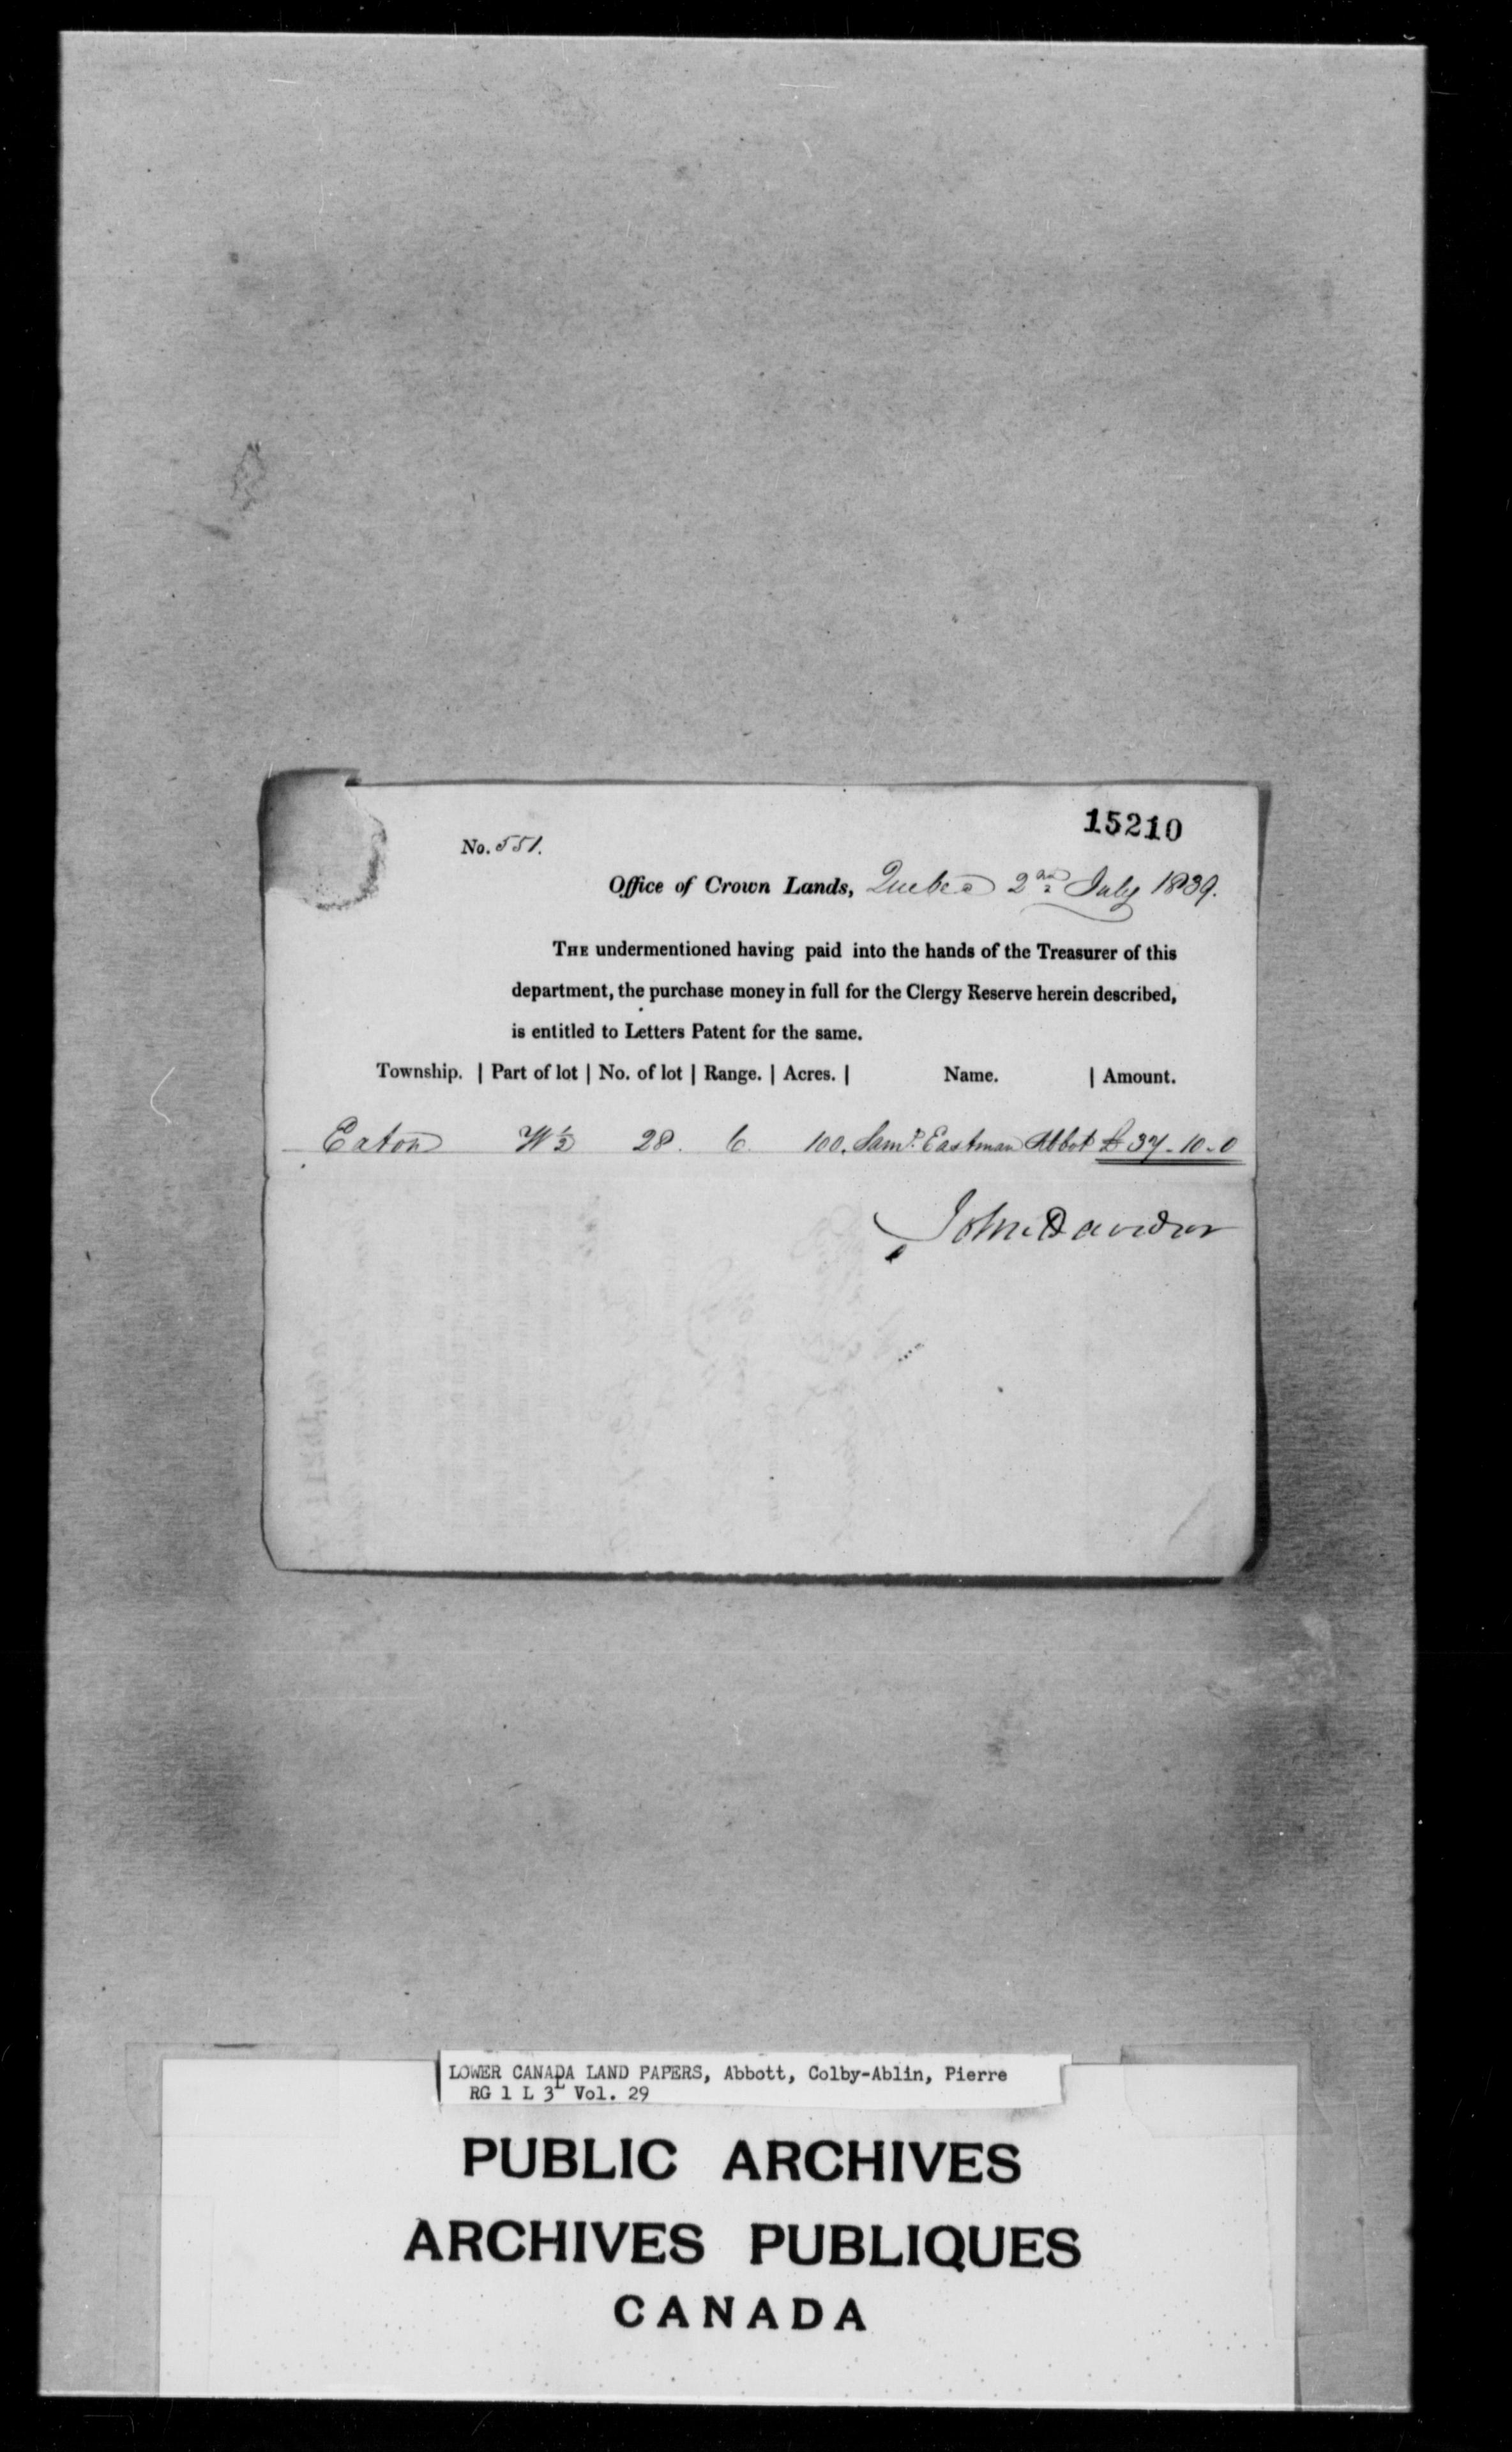 15210
No. 551.
Office of Crown Lands, Quebec 2nd July 1839.
THE undermentioned having paid into the hands of the Treasurer of this
department, the purchase money in full for the Clergy Reserve herein described,
is entitled to Letters Patent for the same.
Township. | Part of lot | No. of lot | Range. | Acres. | Name. | Amount.
Eaton W ½ 28. 6. 100. Saml. Eastman Abbot £37-10-0
John Davidson
LOWER CANADA LAND PAPERS, Abbott, Colby-Ablin, Pierre
RG 1 L 3L Vol. 29
PUBLIC ARCHIVES
ARCHIVES PUBLIQUES
CANADA